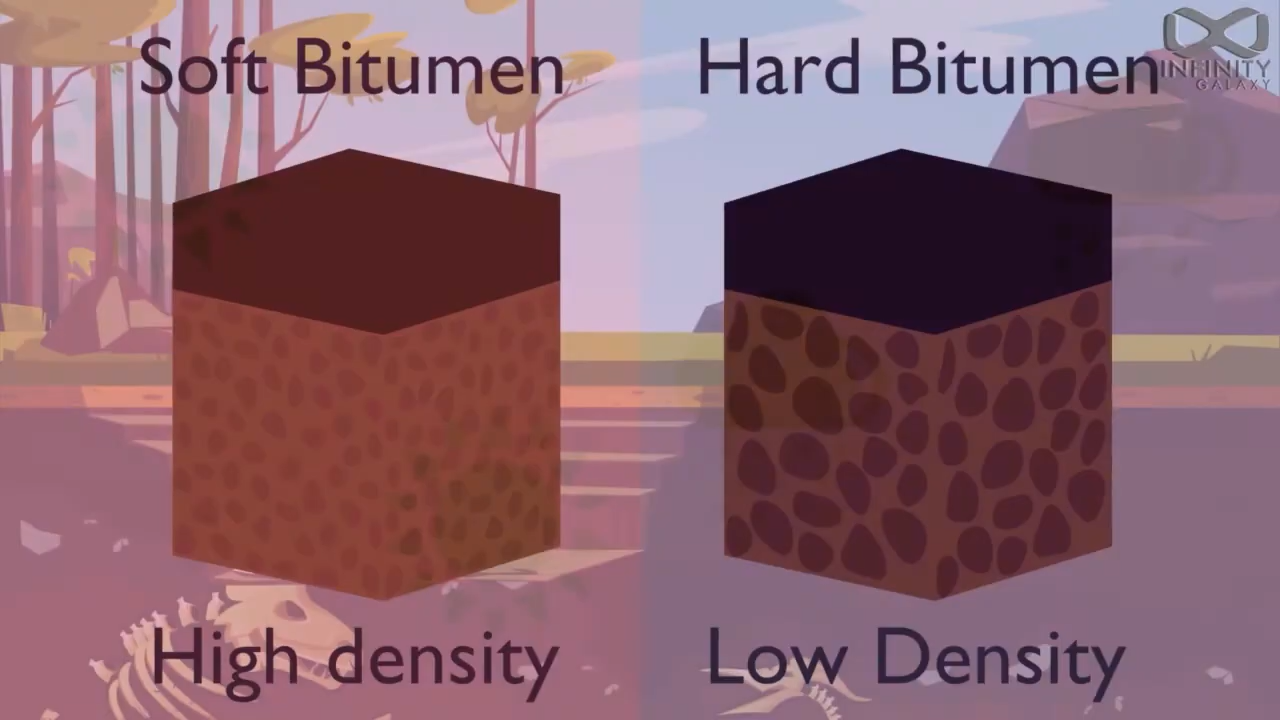 Soft Bitumen
Hard Bitumen
INFINITY
GALAXY
High density
Low Density